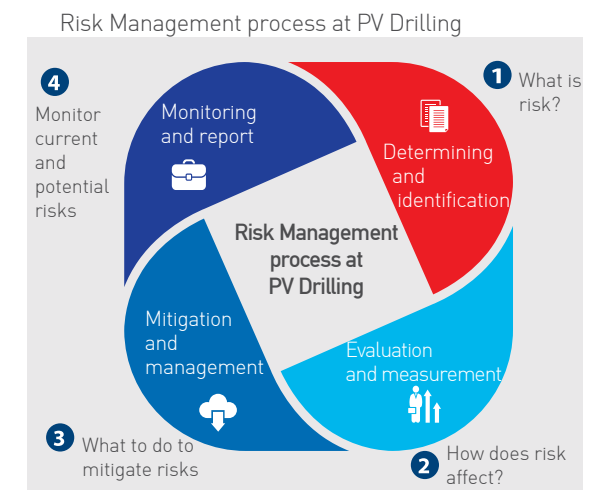 Risk Management process at PV Drilling
1
What is
risk?
Determining
and
identification
Evaluation
and measurement
2
How does risk
affect?
Mitigation
and
management
3
What to do to
mitigate risks
4
Monitor
current
and
potential
risks
Monitoring
and report
Risk Management
process at
PV Drilling